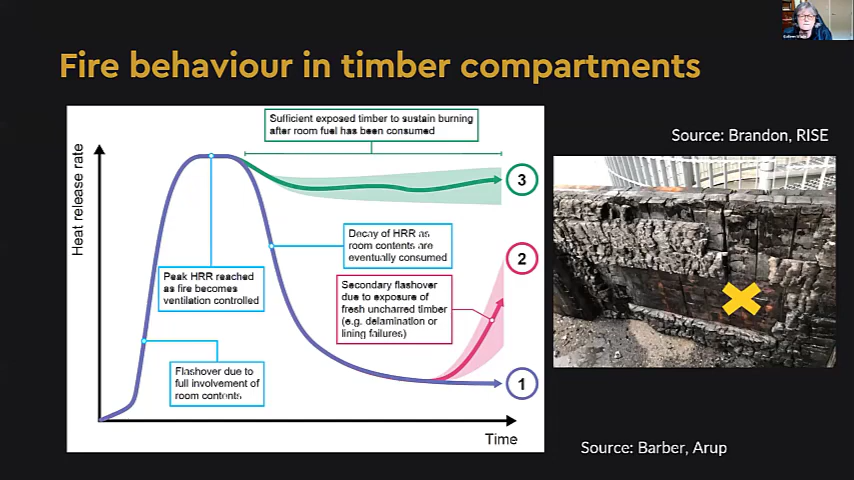 Fire behaviour in timber compartments
Source: Brandon, RISE
Sufficient exposed timber to sustain burning
after room fuel has been consumed
Heat release rate
3
Decay of HRR as
room contents are
eventually consumed
2
Peak HRR reached
as fire becomes
ventilation controlled
Secondary flashover
due to exposure of
fresh uncharred timber
(e.g. delamination or
lining failures)
Flashover due to
full involvement of
room contents
1
Time
Source: Barber, Arup